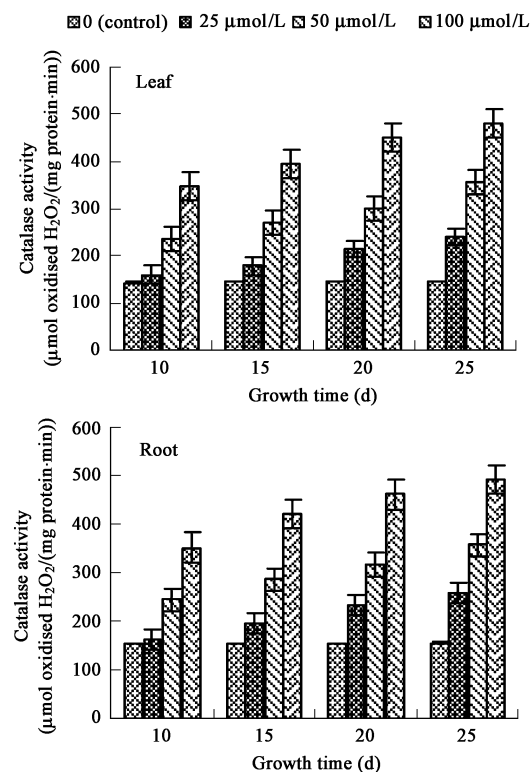 0 (control) 25 μmol/L 50 μmol/L 100 μmol/L
Leaf
Catalase activity
(μmol oxidised H₂O₂/(mg protein·min))
600
500
400
300
200
100
0
10 15 20 25
Growth time (d)
Root
Catalase activity
(μmol oxidised H₂O₂/(mg protein·min))
600
500
400
300
200
100
0
10 15 20 25
Growth time (d)